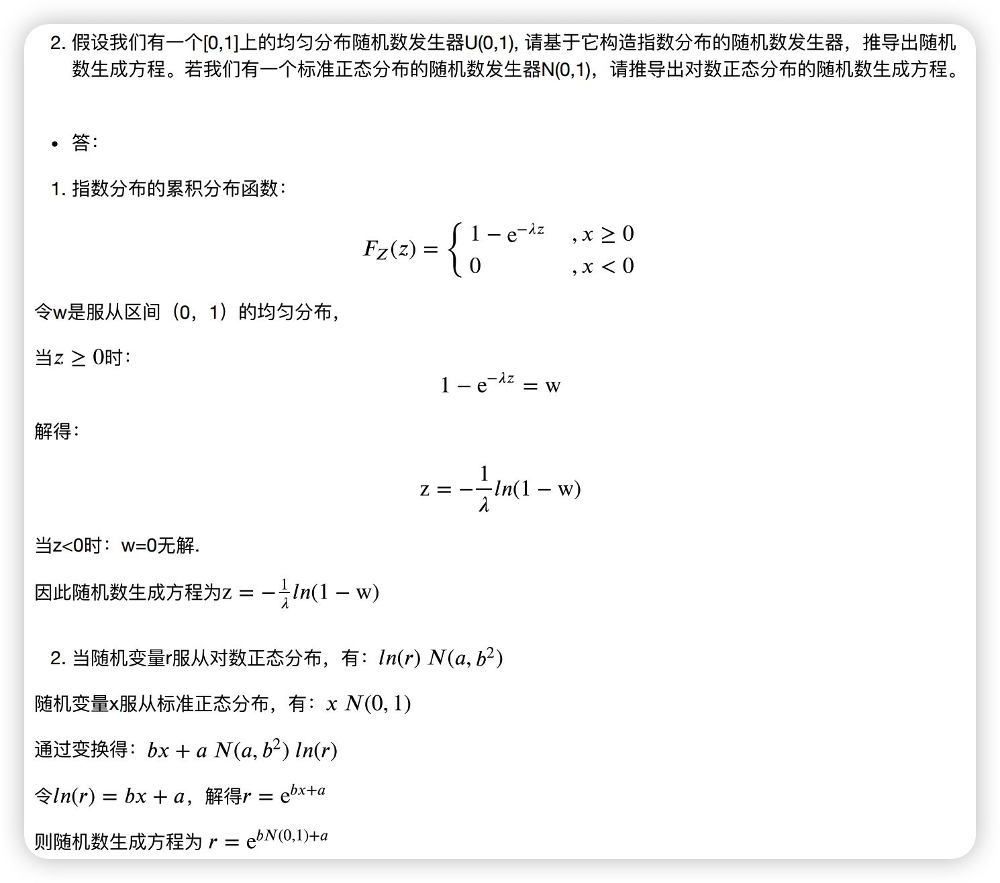 2. 假设我们有一个[0,1]上的均匀分布随机数发生器U(0,1), 请基于它构造指数分布的随机数发生器，推导出随机
数生成方程。若我们有一个标准正态分布的随机数发生器N(0,1)，请推导出对数正态分布的随机数生成方程。
• 答：
1. 指数分布的累积分布函数：
$F_Z(z) = \begin{cases} 1 - \mathrm{e}^{-\lambda z} & , x \geq 0 \\ 0 & , x < 0 \end{cases}$
令w是服从区间（0，1）的均匀分布，
当$z \geq 0$时：
$1 - \mathrm{e}^{-\lambda z} = \mathrm{w}$
解得：
$\mathrm{z} = -\frac{1}{\lambda} ln(1 - \mathrm{w})$
当z<0时：w=0无解.
因此随机数生成方程为$\mathrm{z} = -\frac{1}{\lambda} ln(1 - \mathrm{w})$
2. 当随机变量r服从对数正态分布，有：$ln(r) \ N(a, b^2)$
随机变量x服从标准正态分布，有：$x \ N(0, 1)$
通过变换得：$bx + a \ N(a, b^2) \ ln(r)$
令$ln(r) = bx + a$，解得$r = \mathrm{e}^{bx+a}$
则随机数生成方程为 $r = \mathrm{e}^{bN(0,1)+a}$